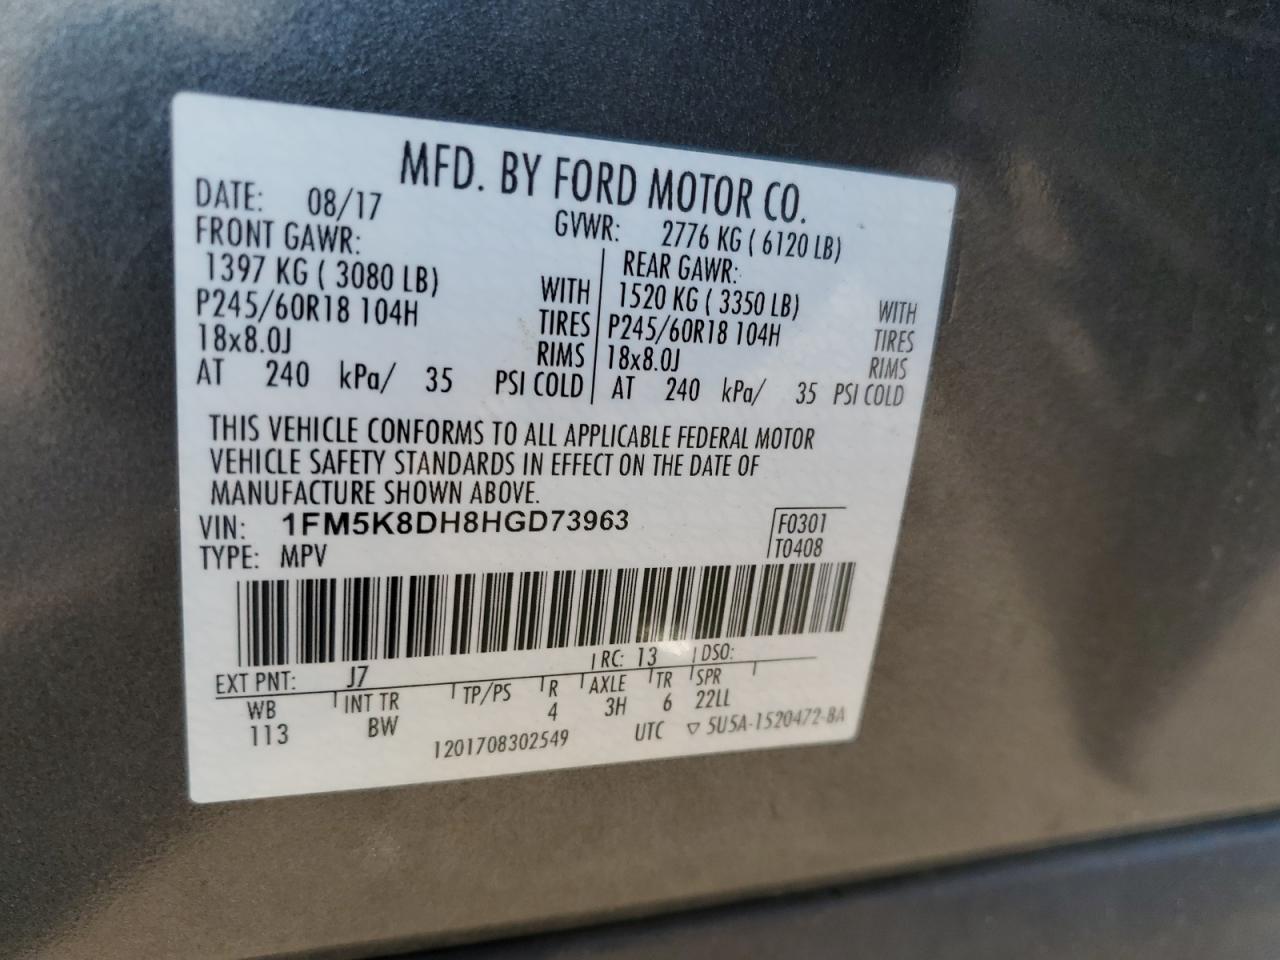 MFD. BY FORD MOTOR CO.
DATE: 08/17 GVWR: 2776 KG ( 6120 LB)
FRONT GAWR: REAR GAWR:
1397 KG ( 3080 LB) WITH 1520 KG ( 3350 LB) WITH
P245/60R18 104H TIRES P245/60R18 104H TIRES
18x8.0J RIMS 18x8.0J RIMS
AT 240 kPa/ 35 PSI COLD AT 240 kPa/ 35 PSI COLD
THIS VEHICLE CONFORMS TO ALL APPLICABLE FEDERAL MOTOR
VEHICLE SAFETY STANDARDS IN EFFECT ON THE DATE OF
MANUFACTURE SHOWN ABOVE.
VIN: 1FM5K8DH8HGD73963 F0301
TYPE: MPV T0408
EXT PNT: J7 RC: 13 DSO:
WB INT TR TP/PS R AXLE TR SPR
113 BW 4 3H 6 22LL
1201708302549 UTC ▽ 5U5A-1520472-BA